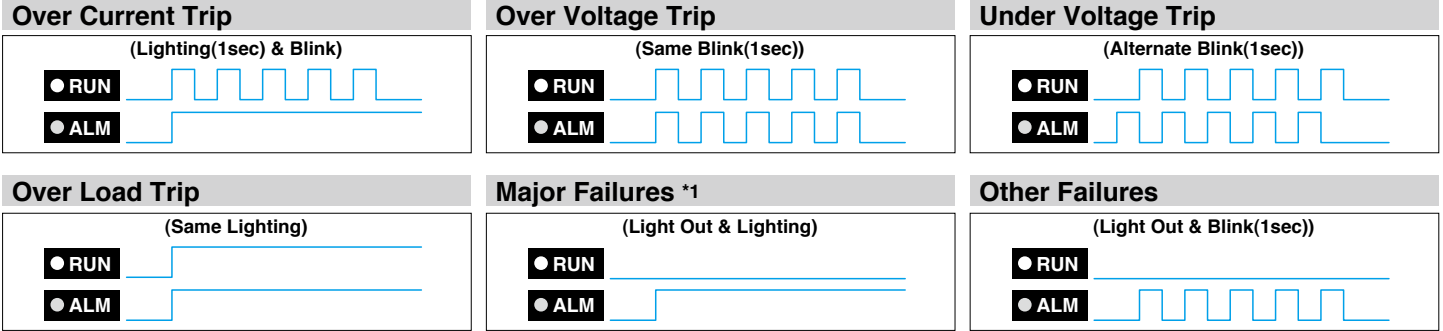 Over Current Trip
(Lighting(1sec) & Blink)
RUN
ALM
Over Voltage Trip
(Same Blink(1sec))
RUN
ALM
Under Voltage Trip
(Alternate Blink(1sec))
RUN
ALM
Over Load Trip
(Same Lighting)
RUN
ALM
Major Failures *1
(Light Out & Lighting)
RUN
ALM
Other Failures
(Light Out & Blink(1sec))
RUN
ALM